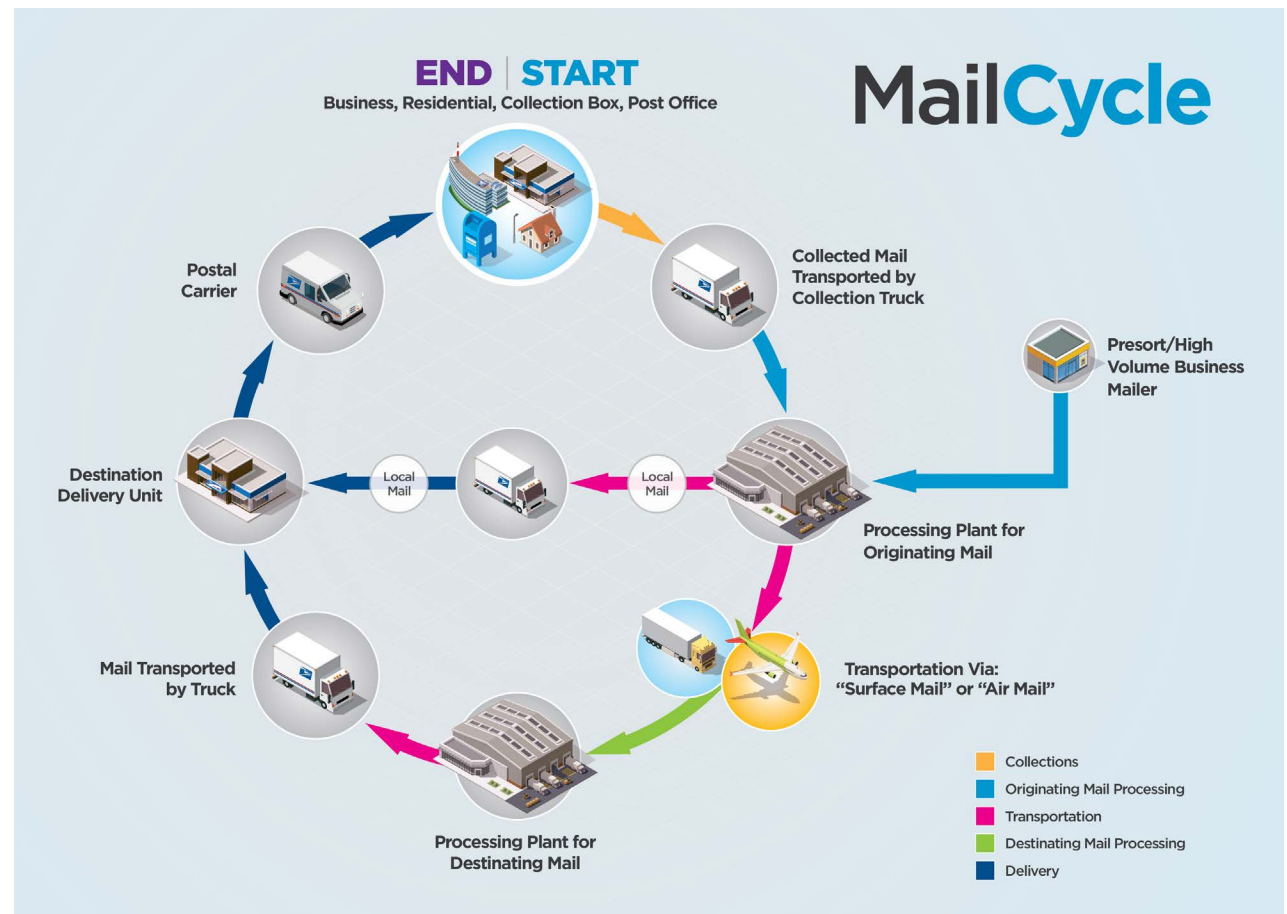 END | START
Business, Residential, Collection Box, Post Office
MailCycle
Postal
Carrier
Collected Mail
Transported by
Collection Truck
Presort/High
Volume Business
Mailer
Destination
Delivery Unit
Local
Mail
Local
Mail
Processing Plant for
Originating Mail
Mail Transported
by Truck
Transportation Via:
“Surface Mail” or “Air Mail”
Processing Plant for
Destinating Mail
Collections
Originating Mail Processing
Transportation
Destinating Mail Processing
Delivery